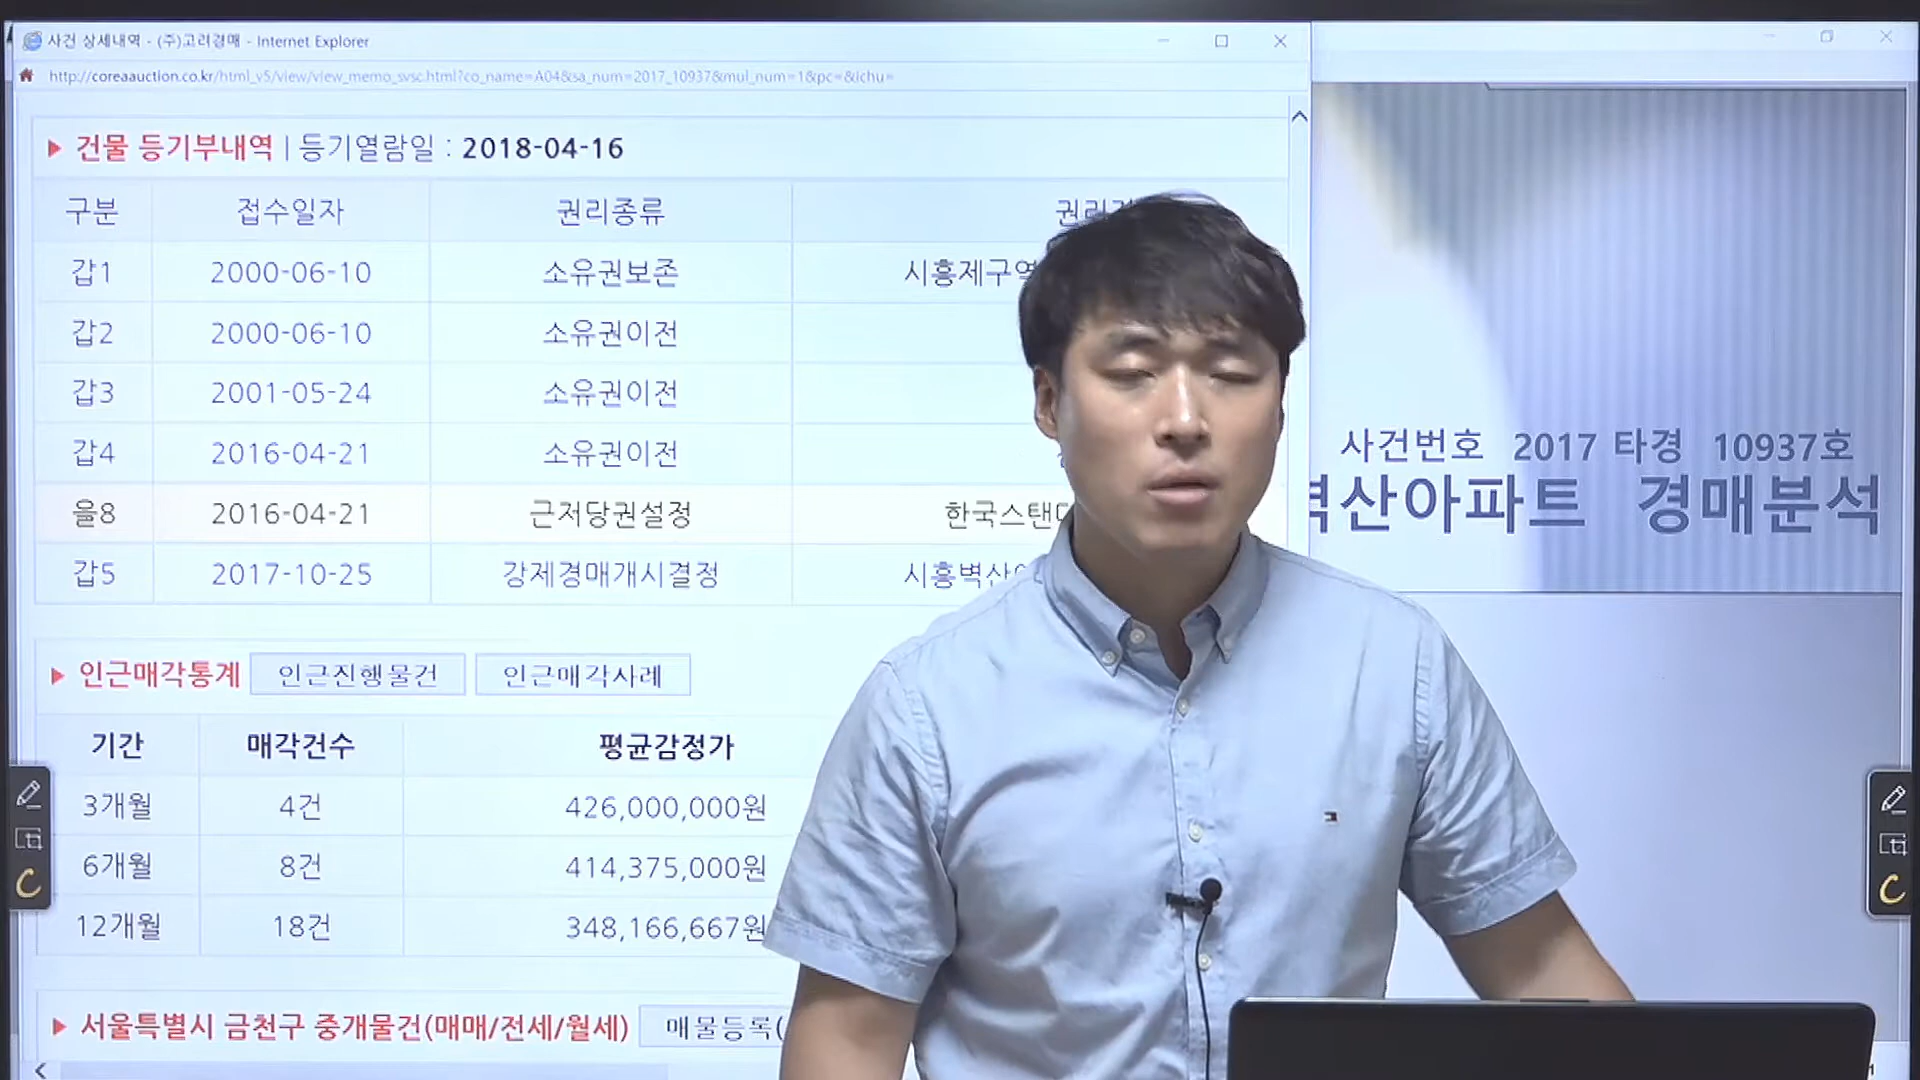 사건 상세내역 - (주)고려경매 - Internet Explorer
http://coreaauction.co.kr/html_v5/view/view_memo_svsc.html?co_name=A04&sa_num=2017_10937&mul_num=1&pc=&ichu=
건물 등기부내역 | 등기열람일 : 2018-04-16
구분 접수일자 권리종류
갑1 2000-06-10 소유권보존 시흥제구역
갑2 2000-06-10 소유권이전
갑3 2001-05-24 소유권이전
갑4 2016-04-21 소유권이전
을8 2016-04-21 근저당권설정 한국스탠다
갑5 2017-10-25 강제경매개시결정 시흥벽산
인근매각통계 인근진행물건 인근매각사례
기간 매각건수 평균감정가
3개월 4건 426,000,000원
6개월 8건 414,375,000원
12개월 18건 348,166,667원
서울특별시 금천구 중개물건(매매/전세/월세) 매물등록(
사건번호 2017 타경 10937호
벽산아파트 경매분석